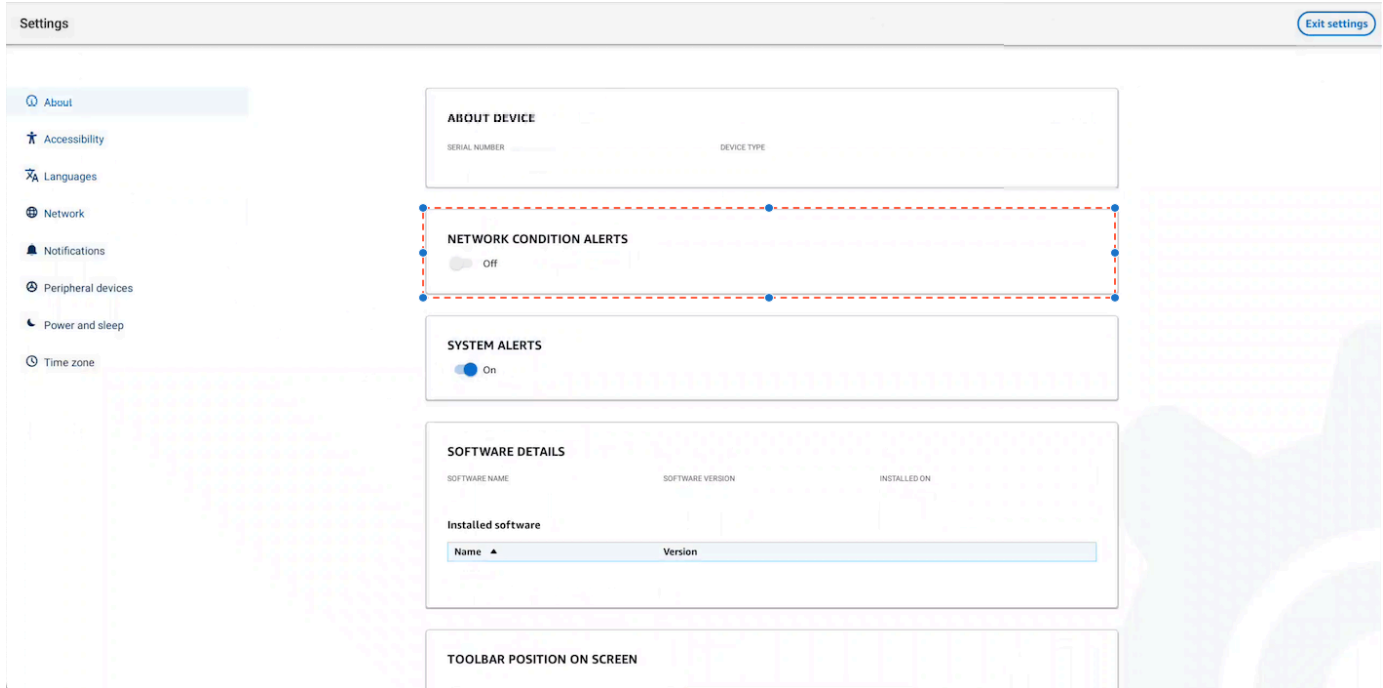 Settings
Exit settings
About
Accessibility
Languages
Network
Notifications
Peripheral devices
Power and sleep
Time zone
ABOUT DEVICE
SERIAL NUMBER DEVICE TYPE
NETWORK CONDITION ALERTS
Off
SYSTEM ALERTS
On
SOFTWARE DETAILS
SOFTWARE NAME SOFTWARE VERSION INSTALLED ON
Installed software
Name Version
TOOLBAR POSITION ON SCREEN